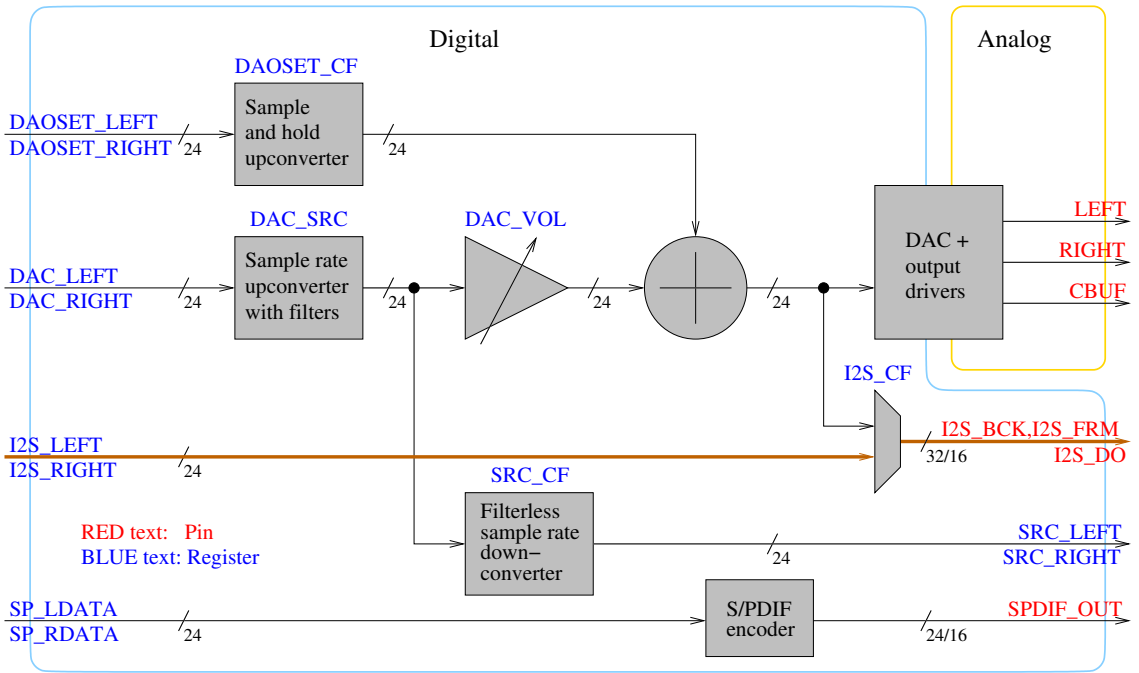 Digital
Analog
DAOSET_CF
DAOSET_LEFT
DAOSET_RIGHT
24
Sample
and hold
upconverter
24
DAC_SRC
DAC_VOL
LEFT
RIGHT
CBUF
DAC_LEFT
DAC_RIGHT
24
Sample rate
upconverter
with filters
24
24
24
DAC +
output
drivers
I2S_CF
I2S_LEFT
I2S_RIGHT
24
I2S_BCK,I2S_FRM
I2S_DO
32/16
SRC_CF
Filterless
sample rate
down−
converter
24
SRC_LEFT
SRC_RIGHT
RED text: Pin
BLUE text: Register
SP_LDATA
SP_RDATA
24
S/PDIF
encoder
24/16
SPDIF_OUT